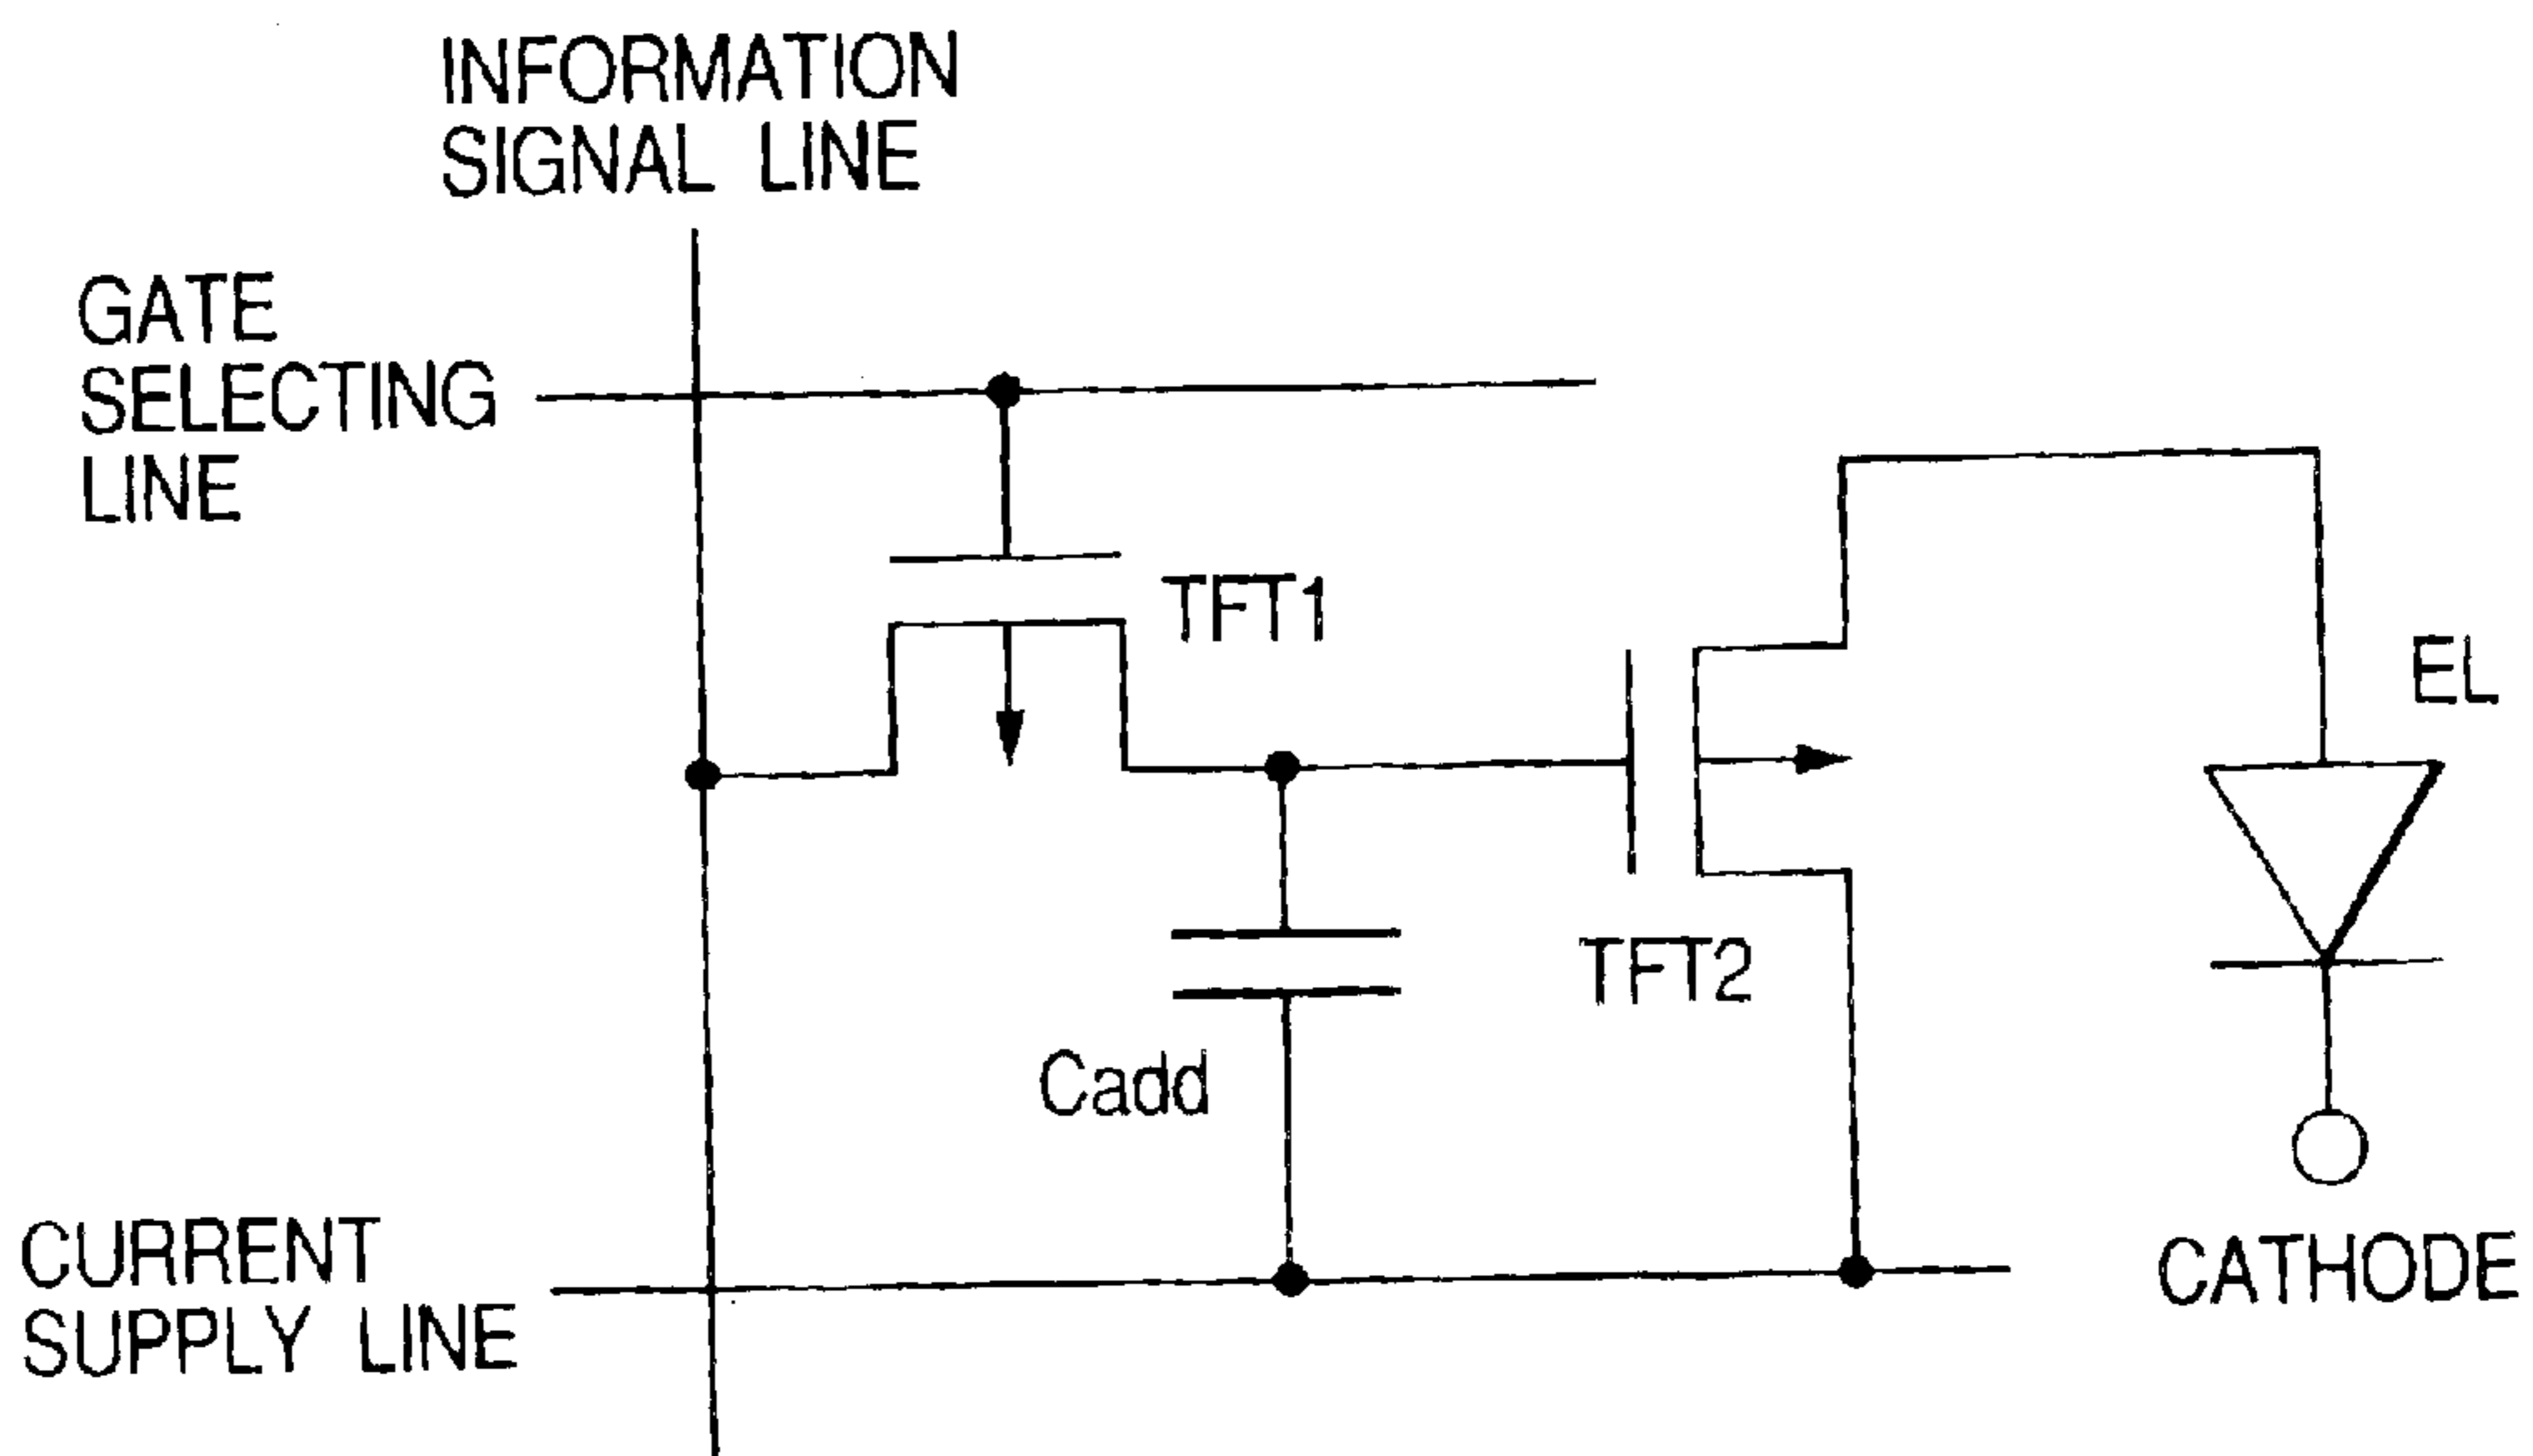 INFORMATION
SIGNAL LINE
GATE
SELECTING
LINE
TFT1
EL
TFT2
Cadd
CURRENT
SUPPLY LINE
CATHODE